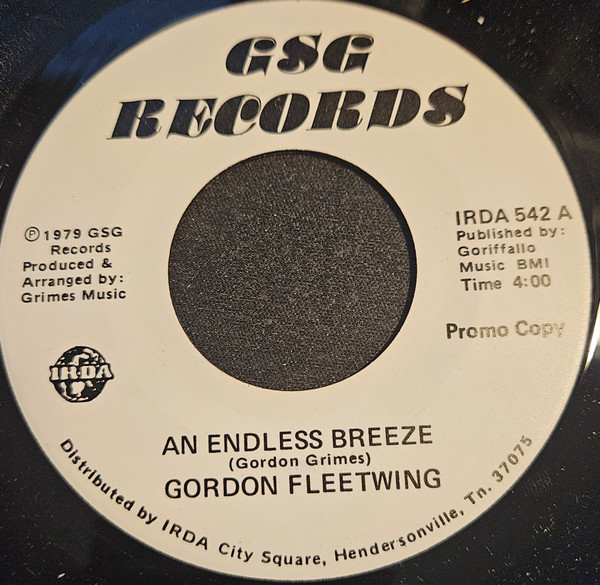 GSG
RECORDS
℗ 1979 GSG
Records
Produced &
Arranged by:
Grimes Music
IRDA 542 A
Published by:
Goriffallo
Music BMI
Time 4:00
Promo Copy
IRDA
AN ENDLESS BREEZE
(Gordon Grimes)
GORDON FLEETWING
Distributed by IRDA City Square, Hendersonville, Tn. 37075